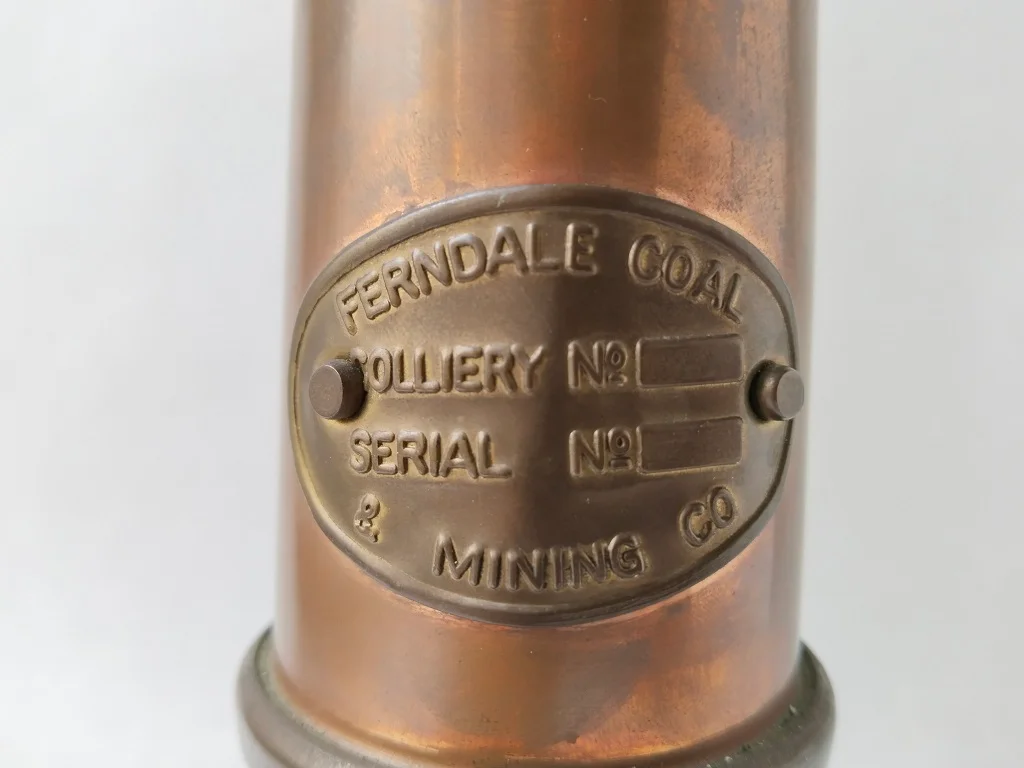 FERNDALE COAL
COLLIERY Nº
SERIAL Nº
& MINING CO